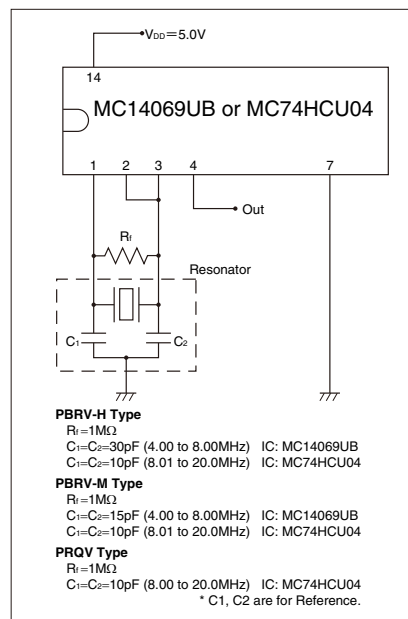 VDD=5.0V
14
MC14069UB or MC74HCU04
1 2 3 4 7
Out
Rf
Resonator
C1 C2
PBRV-H Type
Rf=1MΩ
C1=C2=30pF (4.00 to 8.00MHz) IC: MC14069UB
C1=C2=10pF (8.01 to 20.0MHz) IC: MC74HCU04
PBRV-M Type
Rf=1MΩ
C1=C2=15pF (4.00 to 8.00MHz) IC: MC14069UB
C1=C2=10pF (8.01 to 20.0MHz) IC: MC74HCU04
PRQV Type
Rf=1MΩ
C1=C2=10pF (8.00 to 20.0MHz) IC: MC74HCU04
* C1, C2 are for Reference.